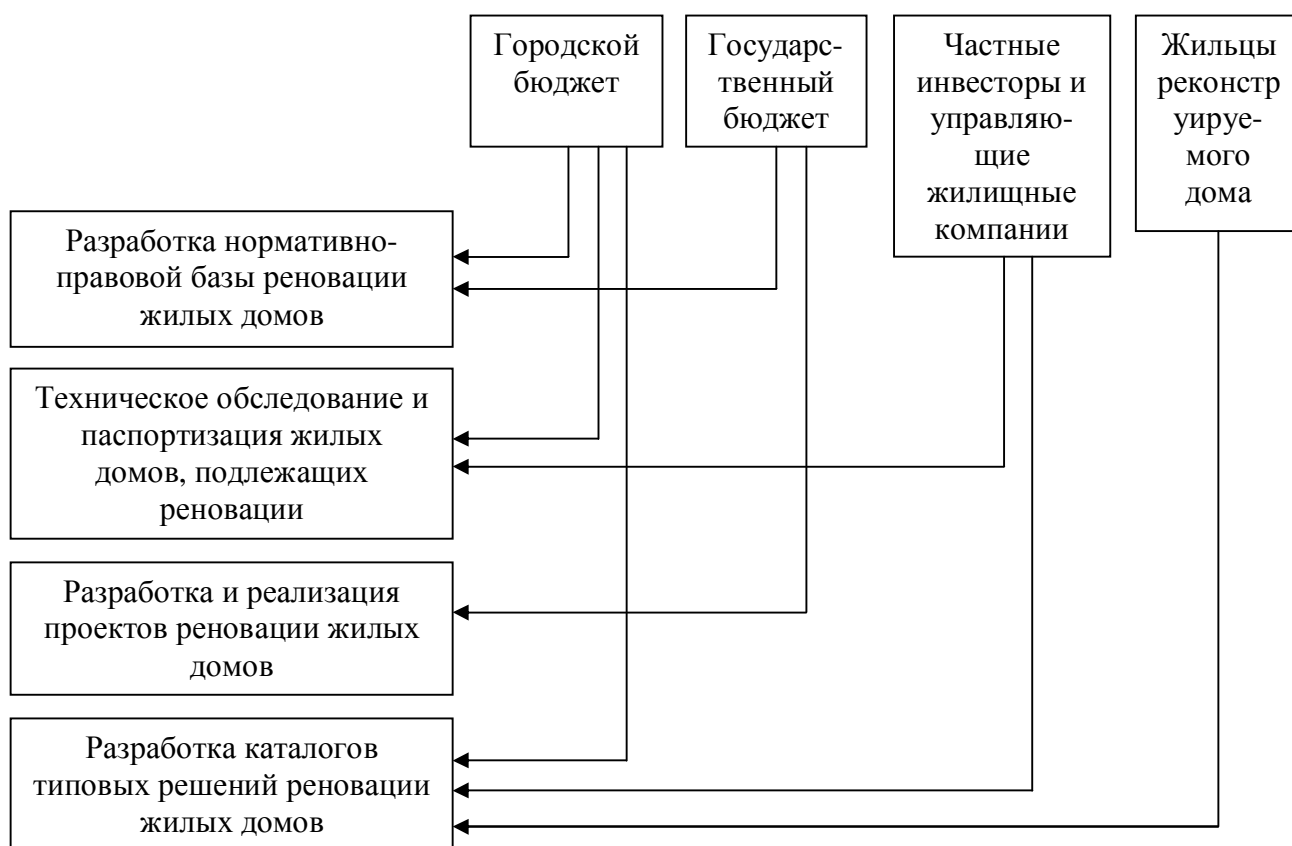 Городской
бюджет
Государс-
твенный
бюджет
Частные
инвесторы и
управляю-
щие
жилищные
компании
Жильцы
реконстр
уируе-
мого
дома
Разработка нормативно-
правовой базы реновации
жилых домов
Техническое обследование и
паспортизация жилых
домов, подлежащих
реновации
Разработка и реализация
проектов реновации жилых
домов
Разработка каталогов
типовых решений реновации
жилых домов